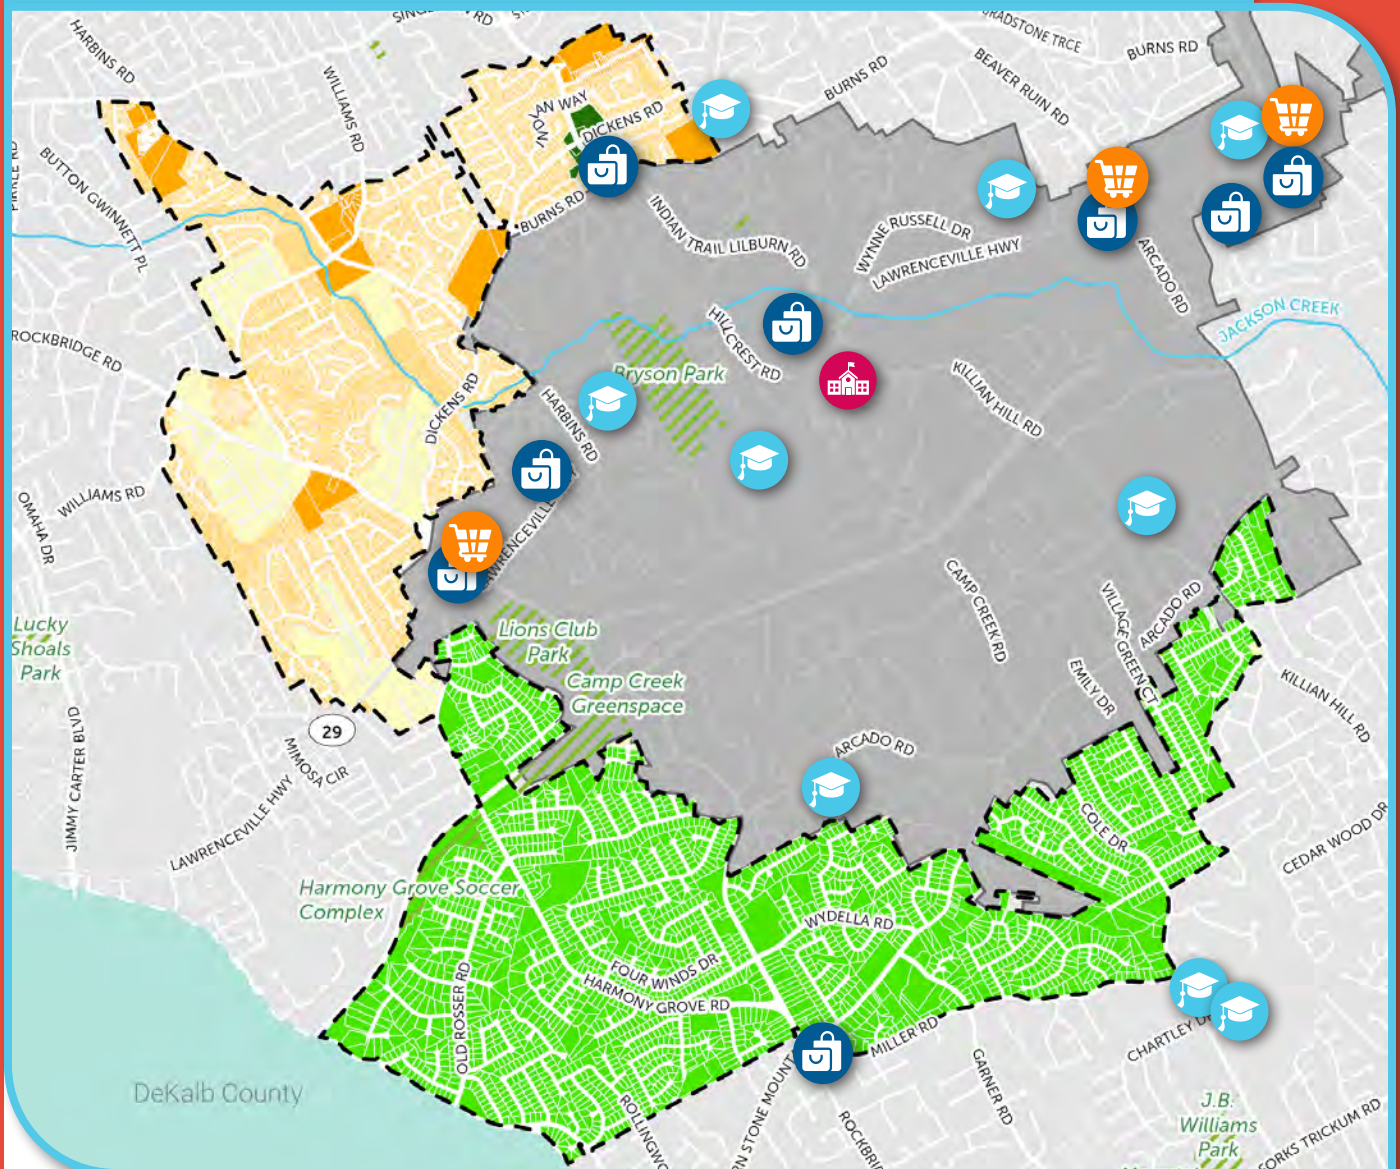 HARBINS RD
WILLIAMS RD
BURNS RD
BEAVER RUIN RD
BURNS RD
AN WAY
DICKENS RD
BUTTON GWINNETT PL
BURNS RD
INDIAN TRAIL LILBURN RD
WYNNE RUSSELL DR
LAWRENCEVILLE HWY
ARCADO RD
JACKSON CREEK
ROCKBRIDGE RD
HILLCREST RD
Bryson Park
KILLIAN HILL RD
DICKENS RD
HARBINS RD
WILLIAMS RD
OMAHA DR
Lucky
Shoals
Park
Lions Club
Park
Camp Creek
Greenspace
CAMP CREEK RD
VILLAGE GREEN CT
ARCADO RD
EMILY DR
KILLIAN HILL RD
29
MIMOSA CIR
JIMMY CARTER BLVD
LAWRENCEVILLE HWY
ARCADO RD
COLE DR
CEDAR WOOD DR
Harmony Grove Soccer
Complex
WYDELLA RD
FOUR WINDS DR
HARMONY GROVE RD
OLD ROSSER RD
MILLER RD
CHARTLEY
GARNER RD
DeKalb County
J.B.
Williams
Park